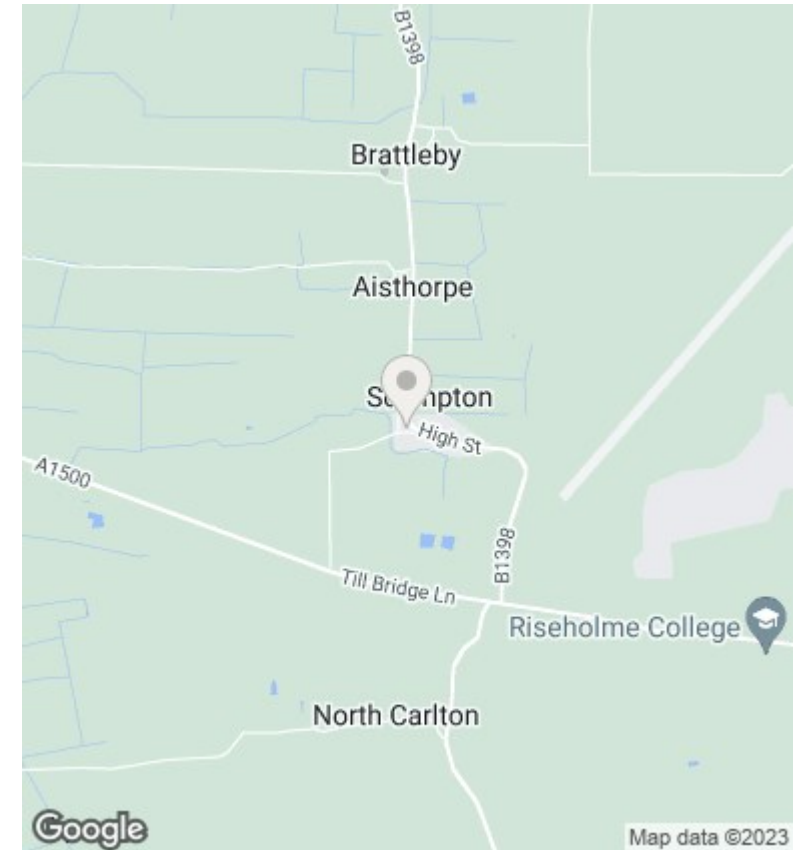 B1398
Brattleby
Aisthorpe
High St
A1500
B1398
Till Bridge Ln
Riseholme College
North Carlton
Google
Map data ©2023